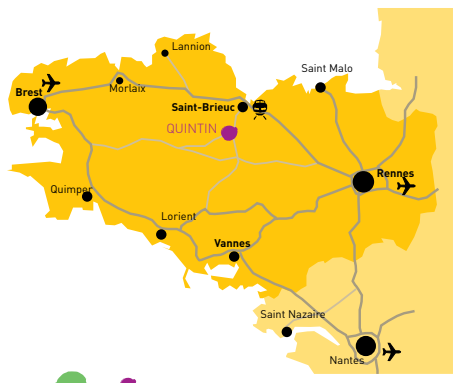 Lannion
Saint Malo
Brest
Morlaix
Saint-Brieuc
QUINTIN
Rennes
Quimper
Lorient
Vannes
Saint Nazaire
Nantes